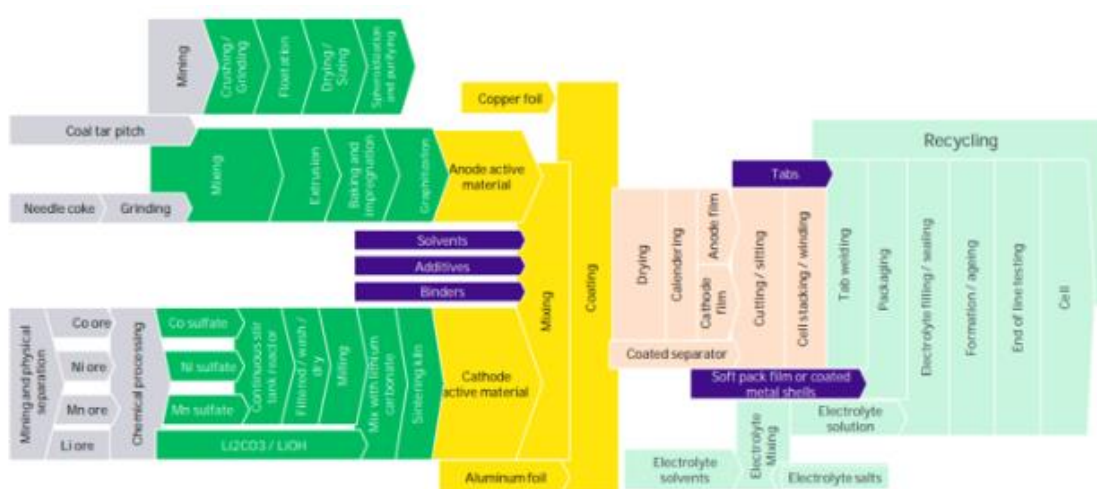 Mining
Crushing /
Grinding
Floatation
Drying /
Sizing
Spheroidization
and purifying
Coal tar pitch
Mixing
Extrusion
Baking and
impregnation
Graphitization
Needle coke
Grinding
Anode active
material
Copper foil
Solvents
Additives
Binders
Mining and physical
separation
Co ore
Ni ore
Mn ore
Li ore
Chemical processing
Co sulfate
Ni sulfate
Mn sulfate
Li2CO3 / LiOH
Continuous stir
tank reactor
Filtered / wash /
dry
Milling
Mix with lithium
carbonate
Sintering kiln
Cathode
active material
Mixing
Coating
Aluminum foil
Drying
Calendering
Anode film
Cathode
film
Coated separator
Cutting / sitting
Cell stacking / winding
Tabs
Soft pack film or coated
metal shells
Recycling
Tab welding
Packaging
Electrolyte filling / sealing
Formation / ageing
End of line testing
Cell
Electrolyte
solution
Electrolyte
Mixing
Electrolyte
solvents
Electrolyte salts